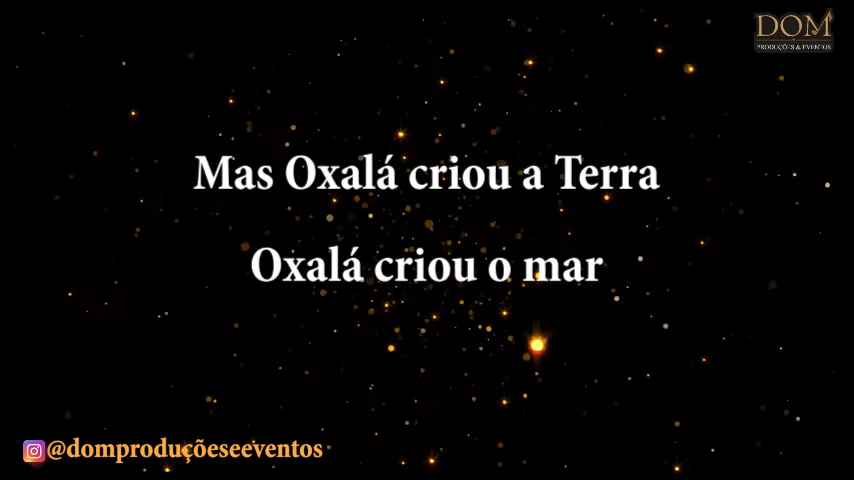 DOM
PRODUÇÕES & EVENTOS
Mas Oxalá criou a Terra
Oxalá criou o mar
@domproduçõeseeventos